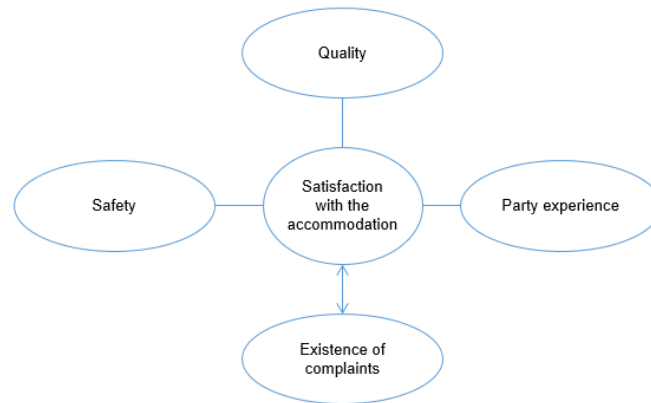 Quality
Safety
Satisfaction
with the
accommodation
Party experience
Existence of
complaints